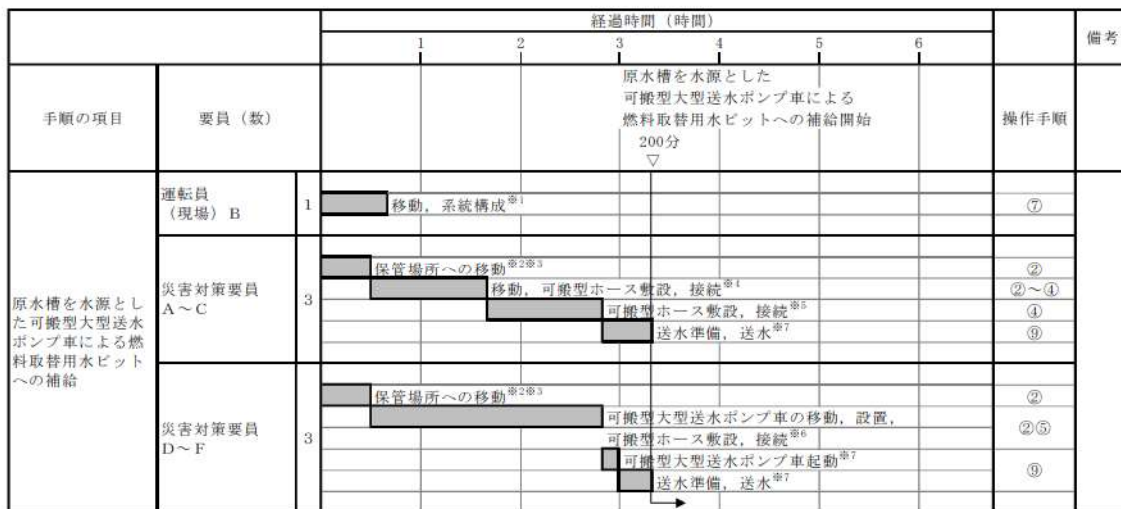 経過時間（時間）
備考
1 2 3 4 5 6
手順の項目
要員（数）
原水槽を水源とした
可搬型大型送水ポンプ車による
燃料取替用水ピットへの補給開始
200分
▽
操作手順
原水槽を水源とし
た可搬型大型送水
ポンプ車による燃
料取替用水ピット
への補給
運転員
（現場）Ｂ
1
移動，系統構成※1
⑦
災害対策要員
Ａ～Ｃ
3
保管場所への移動※2※3
②
移動，可搬型ホース敷設，接続※4
②～④
可搬型ホース敷設，接続※5
④
送水準備，送水※7
⑨
災害対策要員
Ｄ～Ｆ
3
保管場所への移動※2※3
②
可搬型大型送水ポンプ車の移動，設置，
可搬型ホース敷設，接続※6
②⑤
可搬型大型送水ポンプ車起動※7
送水準備，送水※7
⑨